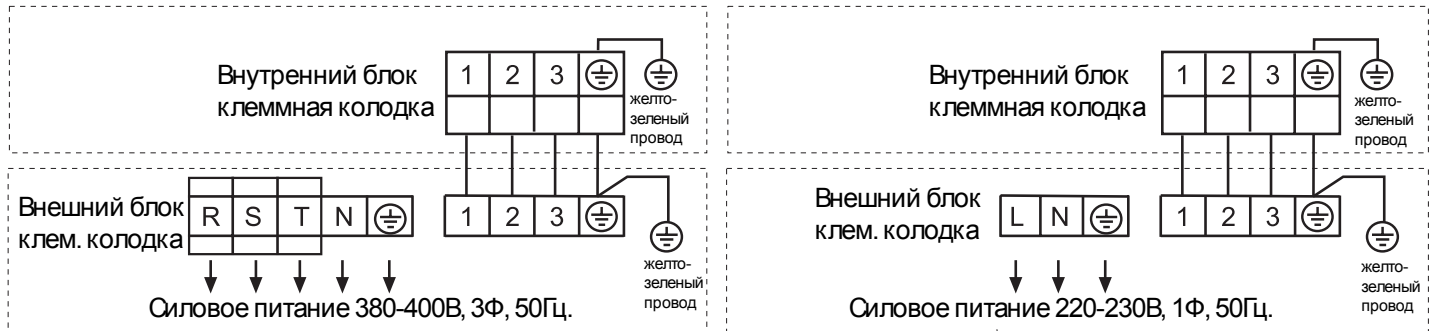 Внутренний блок
клеммная колодка
1 2 3
желто-
зеленый
провод
Внешний блок
клем. колодка
R S T N
1 2 3
желто-
зеленый
провод
Силовое питание 380-400В, 3Ф, 50Гц.
Внутренний блок
клеммная колодка
1 2 3
желто-
зеленый
провод
Внешний блок
клем. колодка
L N
1 2 3
желто-
зеленый
провод
Силовое питание 220-230В, 1Ф, 50Гц.